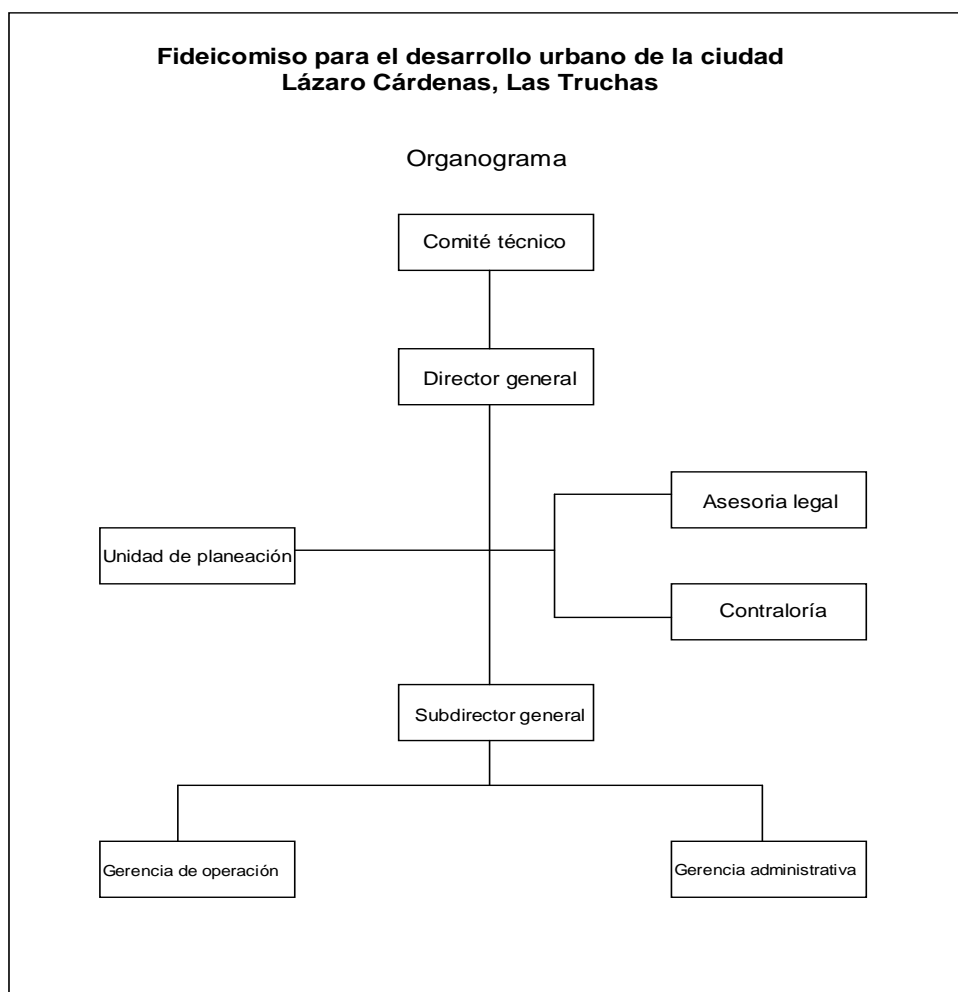 Fideicomiso para el desarrollo urbano de la ciudad
Lázaro Cárdenas, Las Truchas
Organograma
Comité técnico
Director general
Asesoria legal
Unidad de planeación
Contraloría
Subdirector general
Gerencia de operación
Gerencia administrativa